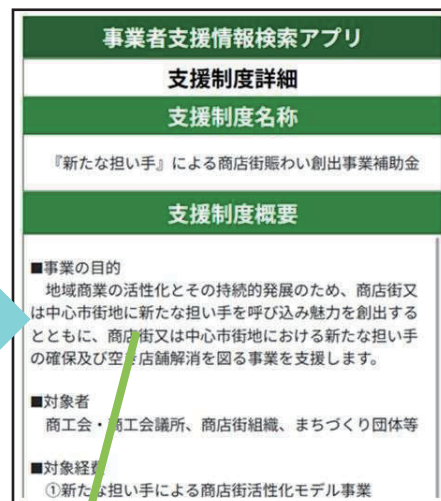 事業者支援情報検索アプリ
支援制度詳細
支援制度名称
『新たな担い手』による商店街賑わい創出事業補助金
支援制度概要
■事業の目的
地域商業の活性化とその持続的発展のため、商店街又
は中心市街地に新たな担い手を呼び込み魅力を創出する
とともに、商店街又は中心市街地における新たな担い手
の確保及び空き店舗解消を図る事業を支援します。
■対象者
商工会・商工会議所、商店街組織、まちづくり団体等
■対象経費
①新たな担い手による商店街活性化モデル事業